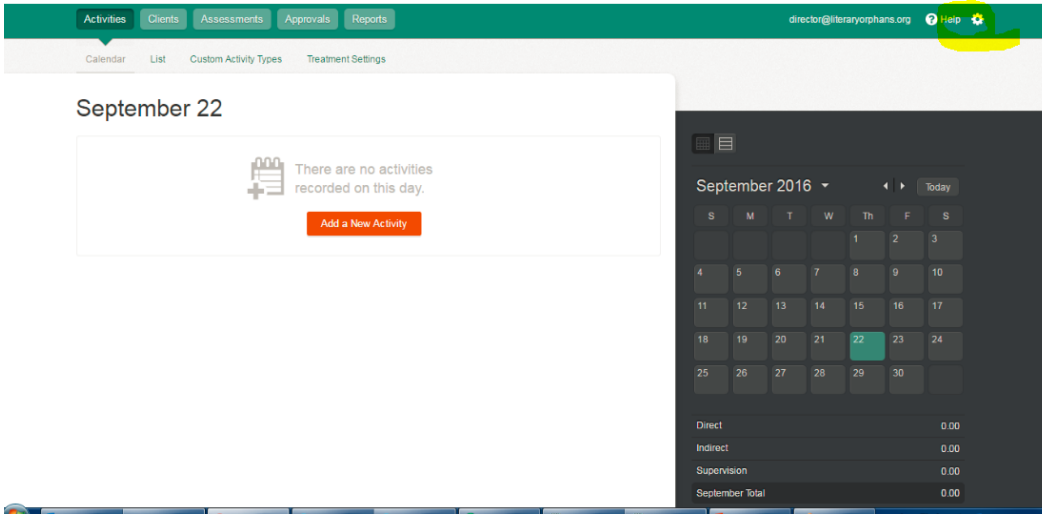 Activities Clients Assessments Approvals Reports director@literaryorphans.org ? Help
Calendar List Custom Activity Types Treatment Settings
September 22
There are no activities
recorded on this day.
Add a New Activity
September 2016 Today
S M T W Th F S
1 2 3
4 5 6 7 8 9 10
11 12 13 14 15 16 17
18 19 20 21 22 23 24
25 26 27 28 29 30
Direct 0.00
Indirect 0.00
Supervision 0.00
September Total 0.00